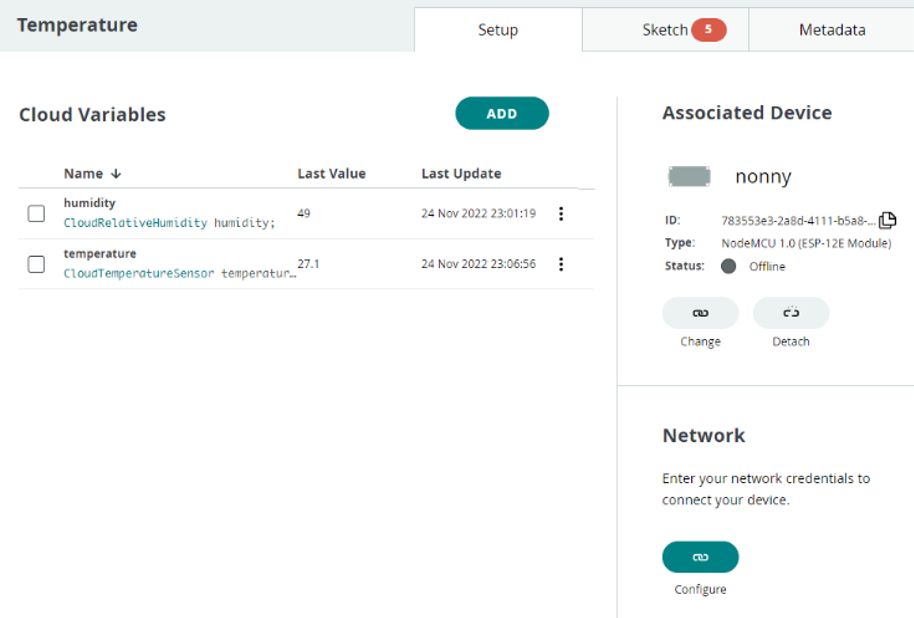 Temperature
Setup
Sketch 5
Metadata
Cloud Variables
ADD
Name ↓ Last Value Last Update
humidity
CloudRelativeHumidity humidity;
49
24 Nov 2022 23:01:19
temperature
CloudTemperatureSensor temperatur…
27.1
24 Nov 2022 23:06:56
Associated Device
nonny
ID: 783553e3-2a8d-4111-b5a8-...
Type: NodeMCU 1.0 (ESP-12E Module)
Status: Offline
Change
Detach
Network
Enter your network credentials to
connect your device.
Configure